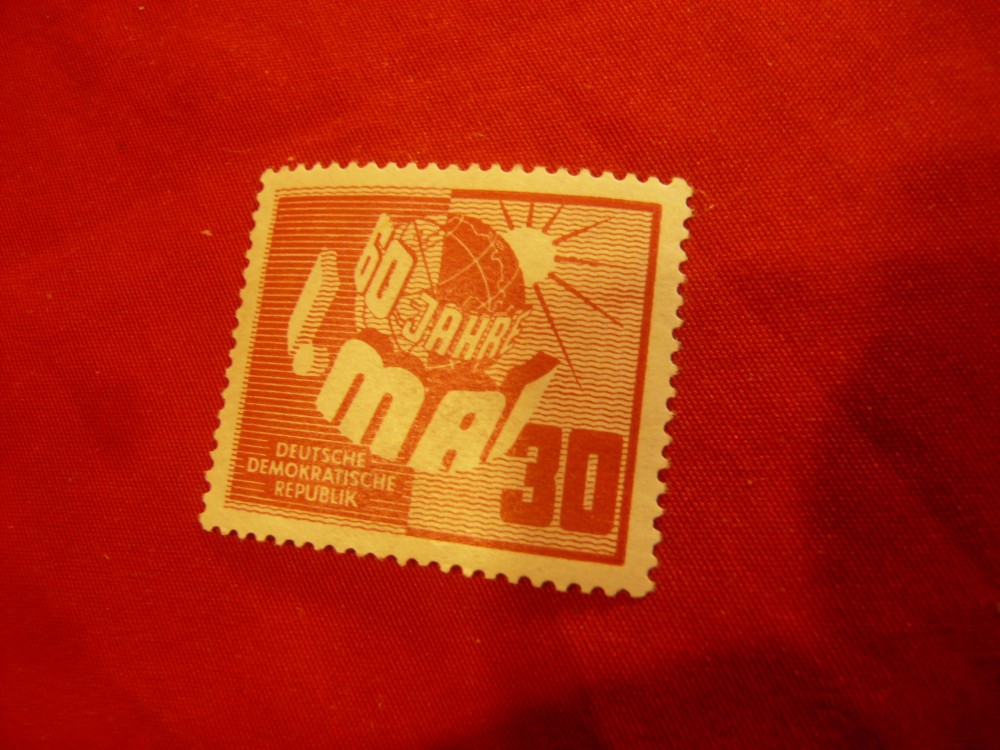 60 JAHRE
1. MAI
DEUTSCHE
DEMOKRATISCHE
REPUBLIK
30